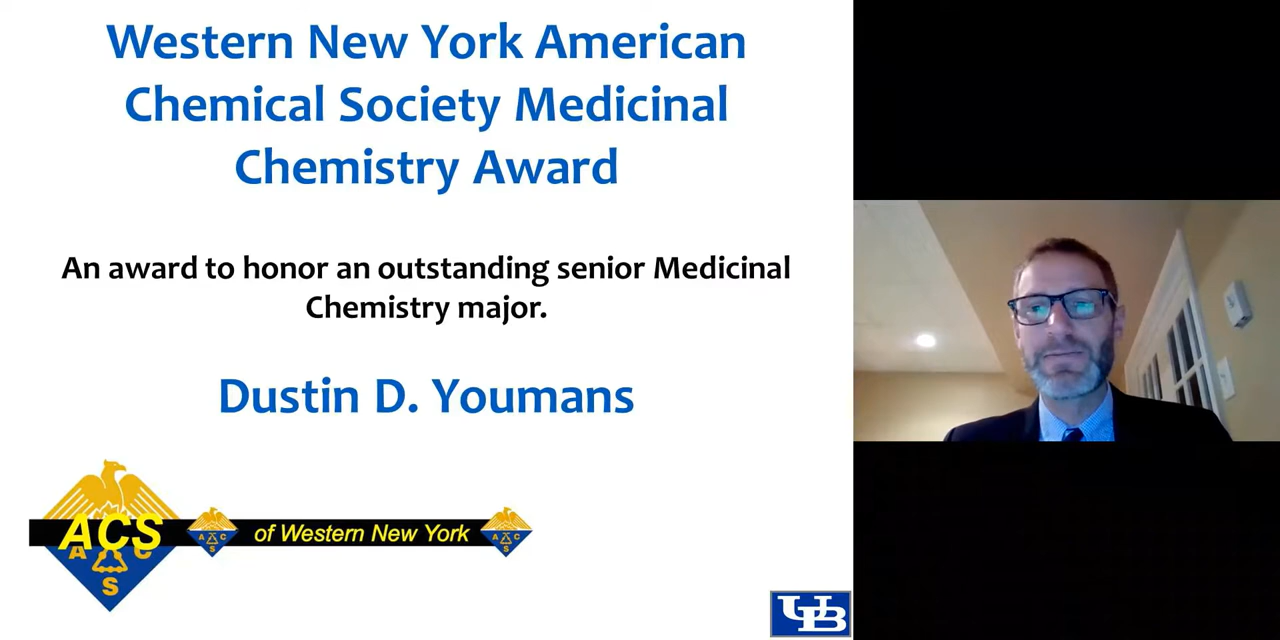 Western New York American
Chemical Society Medicinal
Chemistry Award
An award to honor an outstanding senior Medicinal
Chemistry major.
Dustin D. Youmans
ACS
A C
S
A C
S
of Western New York
A C
S
UB